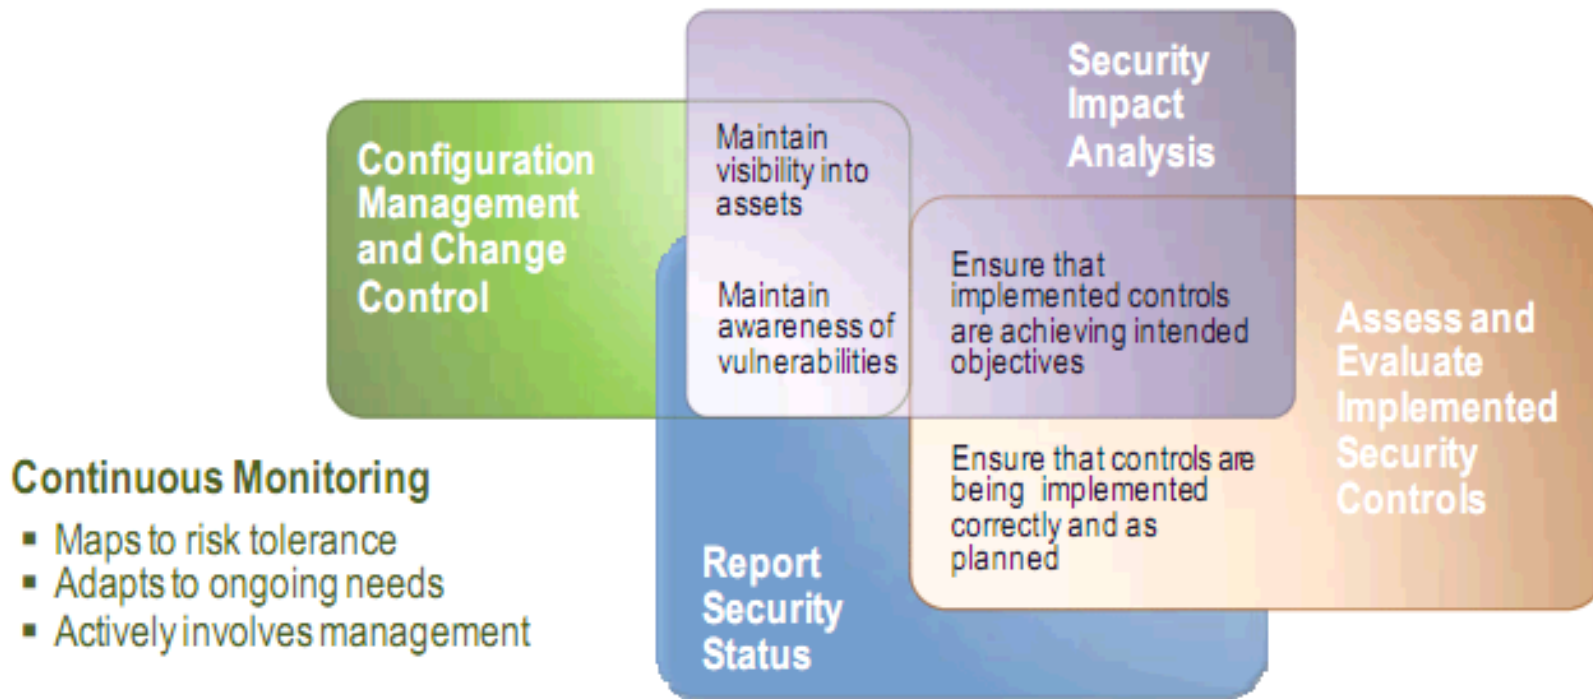 Security
Impact
Analysis
Configuration
Management
and Change
Control
Maintain
visibility into
assets
Maintain
awareness of
vulnerabilities
Ensure that
implemented controls
are achieving intended
objectives
Assess and
Evaluate
Implemented
Security
Controls
Ensure that controls are
being implemented
correctly and as
planned
Report
Security
Status
Continuous Monitoring
▪ Maps to risk tolerance
▪ Adapts to ongoing needs
▪ Actively involves management